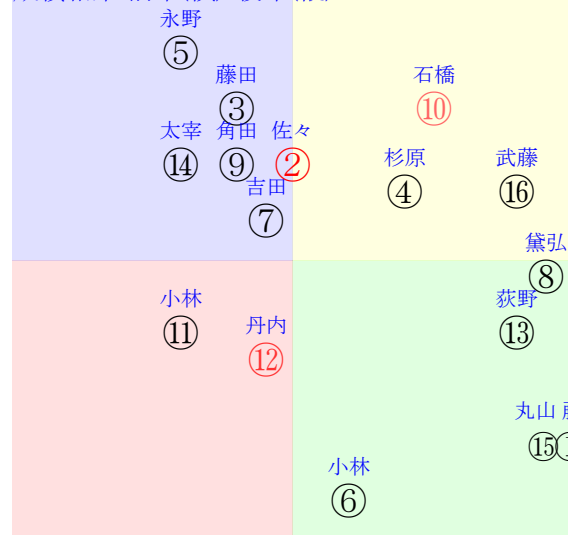 永野
⑤
藤田 石橋
③ ⑩
太宰 角田 佐々
⑭ ⑨ ②
杉原 武藤
④ ⑯
吉田
⑦
黛弘
⑧
小林 荻野
⑪ ⑬
丹内
⑫
丸山
⑮
小林
⑥